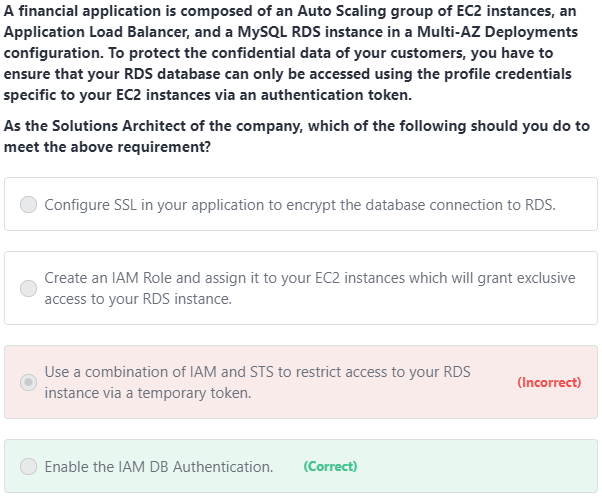 A financial application is composed of an Auto Scaling group of EC2 instances, an
Application Load Balancer, and a MySQL RDS instance in a Multi-AZ Deployments
configuration. To protect the confidential data of your customers, you have to
ensure that your RDS database can only be accessed using the profile credentials
specific to your EC2 instances via an authentication token.
As the Solutions Architect of the company, which of the following should you do to
meet the above requirement?
Configure SSL in your application to encrypt the database connection to RDS.
Create an IAM Role and assign it to your EC2 instances which will grant exclusive
access to your RDS instance.
Use a combination of IAM and STS to restrict access to your RDS
instance via a temporary token.
(Incorrect)
Enable the IAM DB Authentication. (Correct)